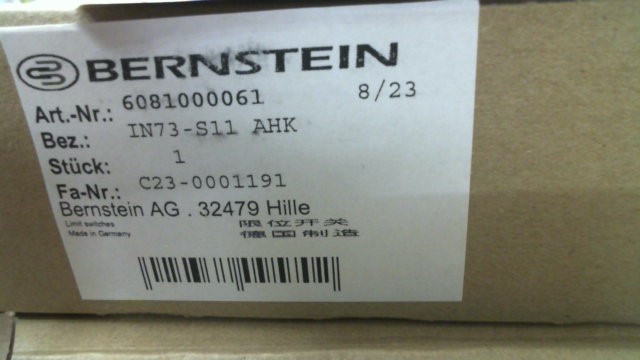 BERNSTEIN
Art.-Nr.: 6081000061 8/23
Bez.: IN73-S11 AHK
Stück: 1
Fa-Nr.: C23-0001191
Bernstein AG . 32479 Hille
Limit switches 限位开关
Made in Germany 德国制造